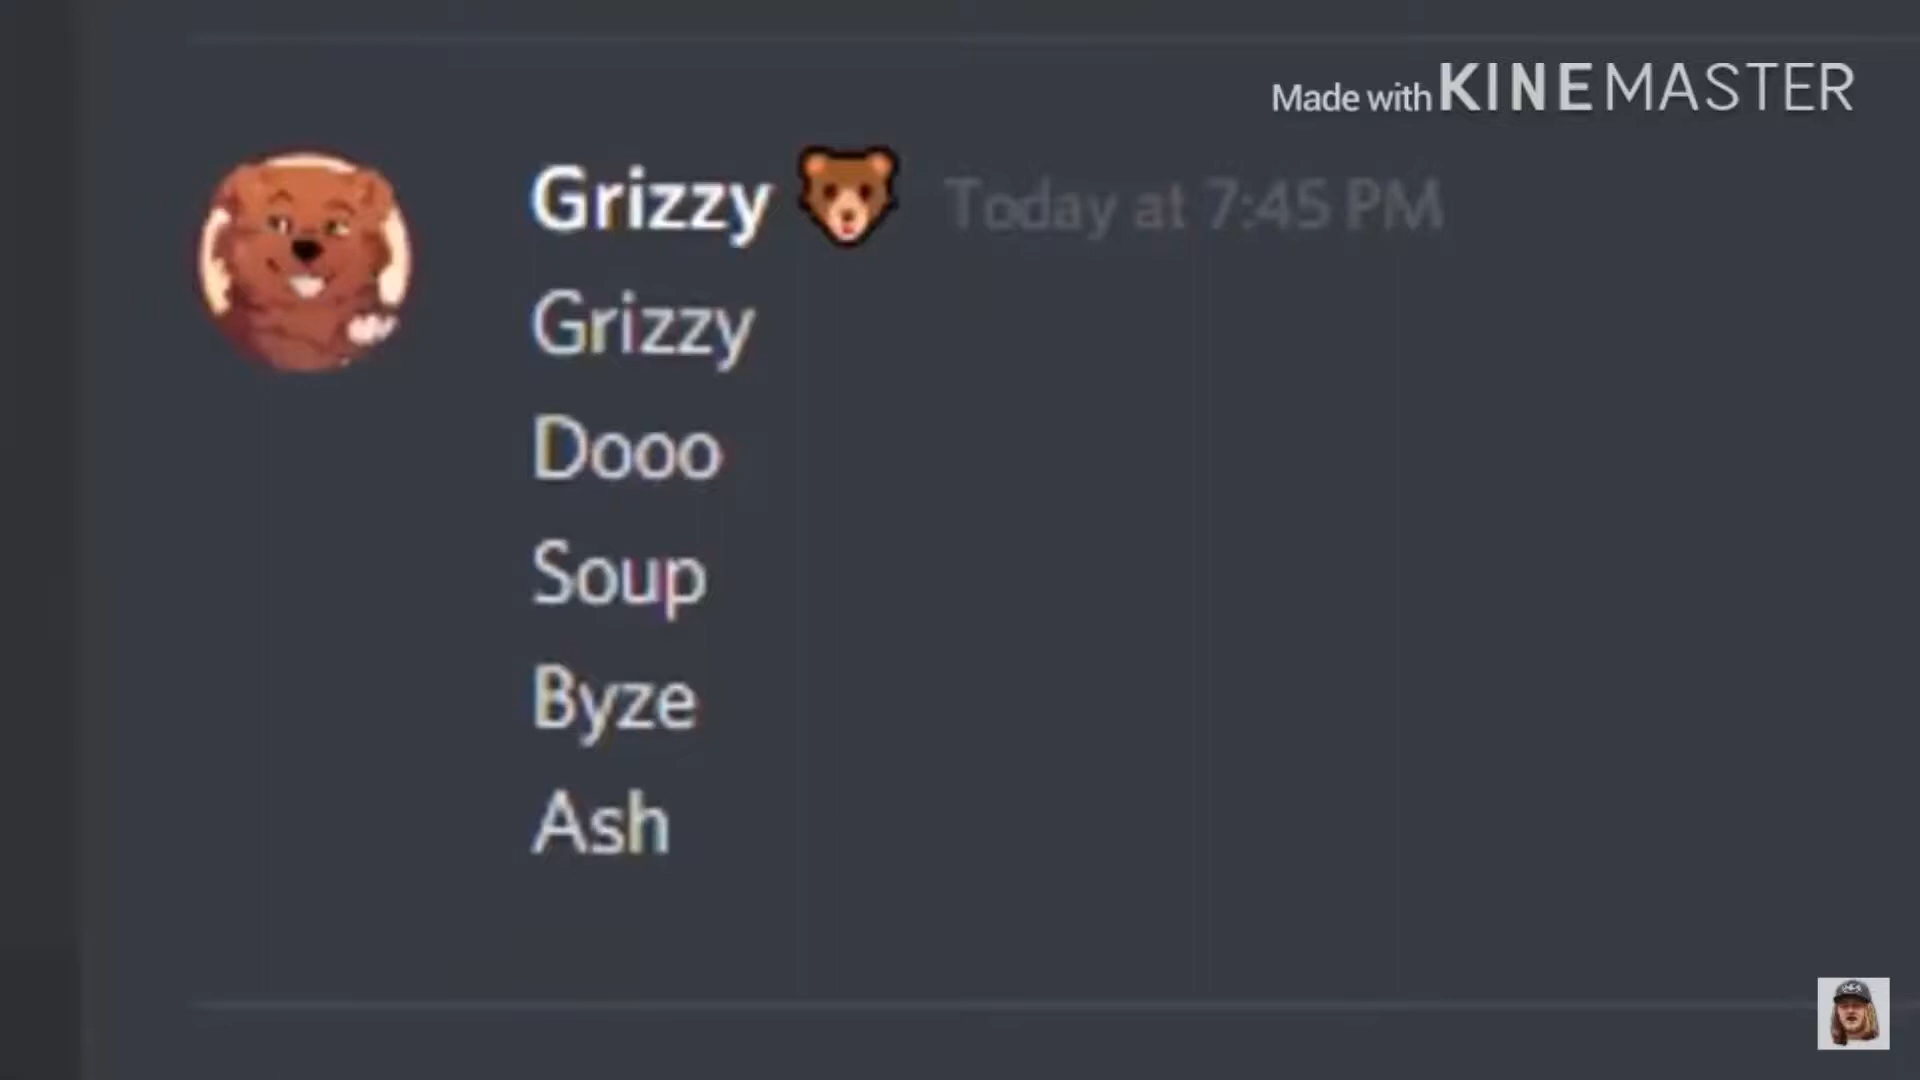 Made with KINEMASTER
Grizzy Today at 7:45 PM
Grizzy
Dooo
Soup
Byze
Ash